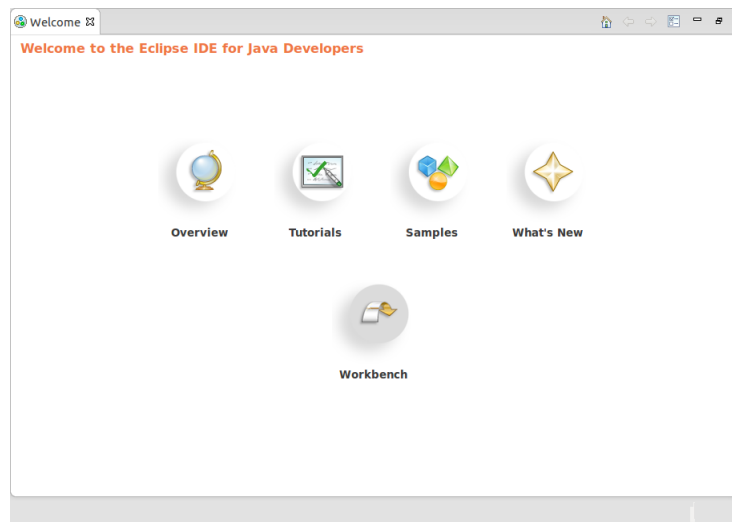 Welcome
Welcome to the Eclipse IDE for Java Developers
Overview Tutorials Samples What's New
Workbench